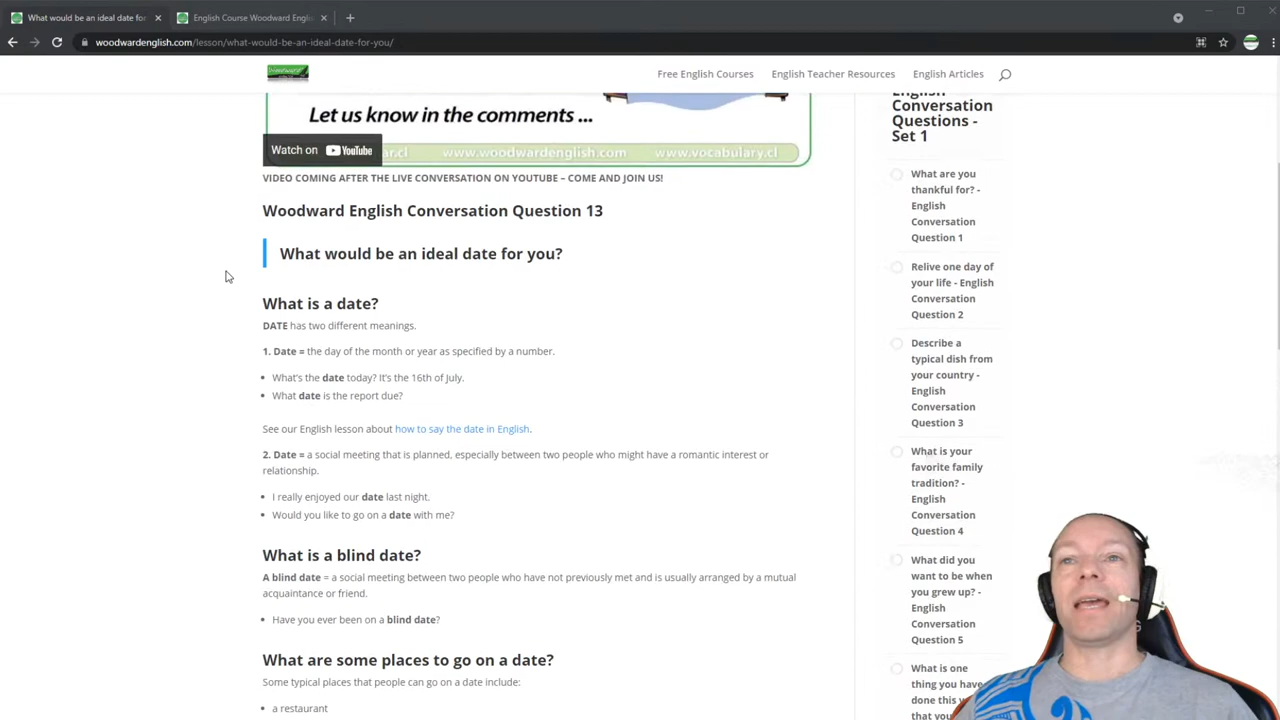 What would be an ideal date for
English Course Woodward Engli
woodwardenglish.com/lesson/what-would-be-an-ideal-date-for-you/
Free English Courses
English Teacher Resources
English Articles
Let us know in the comments ...
Watch on YouTube
ar.cl
www.woodwardenglish.com
www.vocabulary.cl
VIDEO COMING AFTER THE LIVE CONVERSATION ON YOUTUBE – COME AND JOIN US!
Woodward English Conversation Question 13
What would be an ideal date for you?
What is a date?
DATE has two different meanings.
1. Date = the day of the month or year as specified by a number.
• What's the date today? It's the 16th of July.
• What date is the report due?
See our English lesson about how to say the date in English.
2. Date = a social meeting that is planned, especially between two people who might have a romantic interest or
relationship.
• I really enjoyed our date last night.
• Would you like to go on a date with me?
What is a blind date?
A blind date = a social meeting between two people who have not previously met and is usually arranged by a mutual
acquaintance or friend.
• Have you ever been on a blind date?
What are some places to go on a date?
Some typical places that people can go on a date include:
• a restaurant
English
Conversation
Questions -
Set 1
What are you
thankful for? -
English
Conversation
Question 1
Relive one day of
your life - English
Conversation
Question 2
Describe a
typical dish from
your country -
English
Conversation
Question 3
What is your
favorite family
tradition? -
English
Conversation
Question 4
What did you
want to be when
you grew up? -
English
Conversation
Question 5
What is one
thing you have
done this
that you